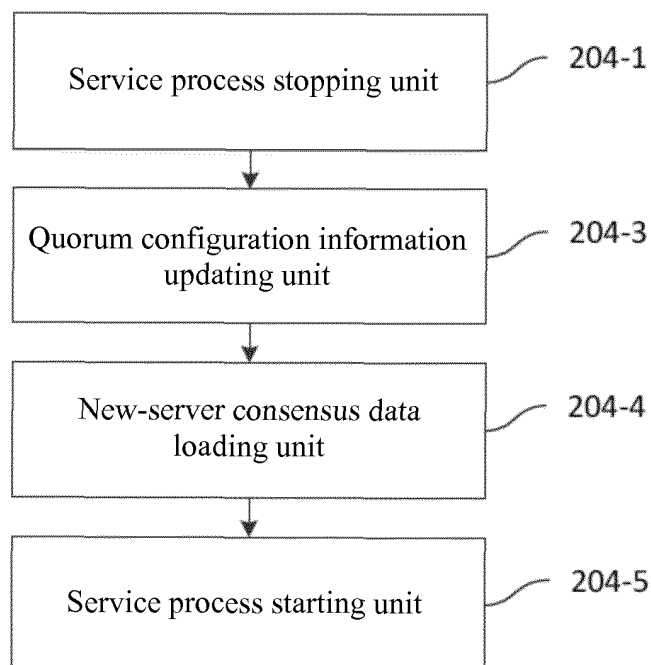 Service process stopping unit
204-1
Quorum configuration information
updating unit
204-3
New-server consensus data
loading unit
204-4
Service process starting unit
204-5